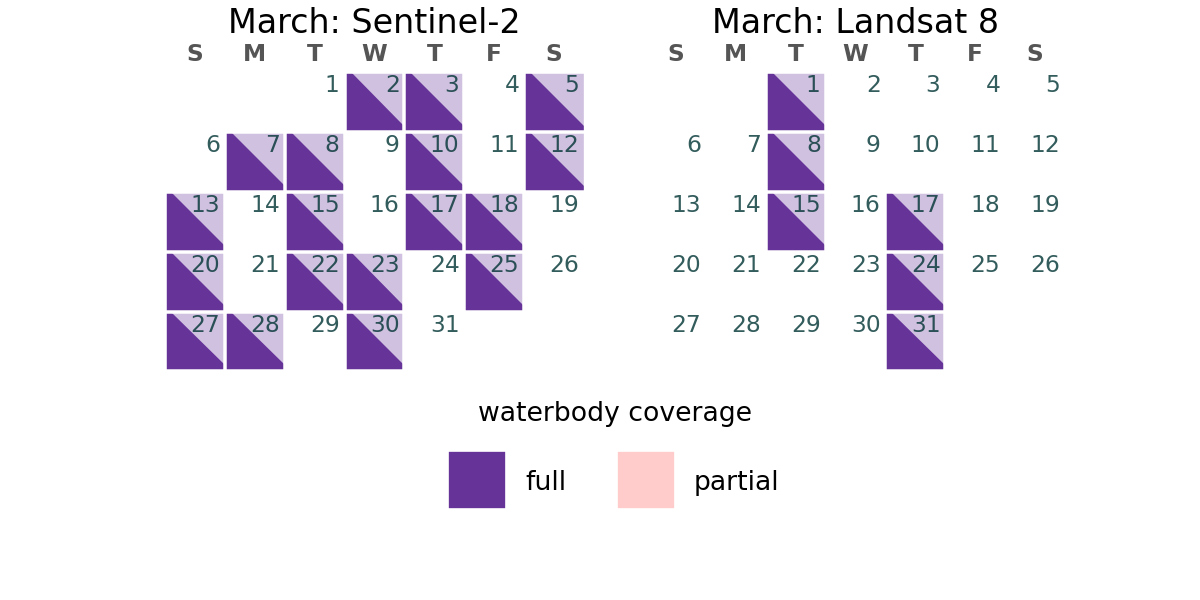 March: Sentinel-2
S M T W T F S
1 2 3 4 5
6 7 8 9 10 11 12
13 14 15 16 17 18 19
20 21 22 23 24 25 26
27 28 29 30 31
March: Landsat 8
S M T W T F S
1 2 3 4 5
6 7 8 9 10 11 12
13 14 15 16 17 18 19
20 21 22 23 24 25 26
27 28 29 30 31
waterbody coverage
full partial